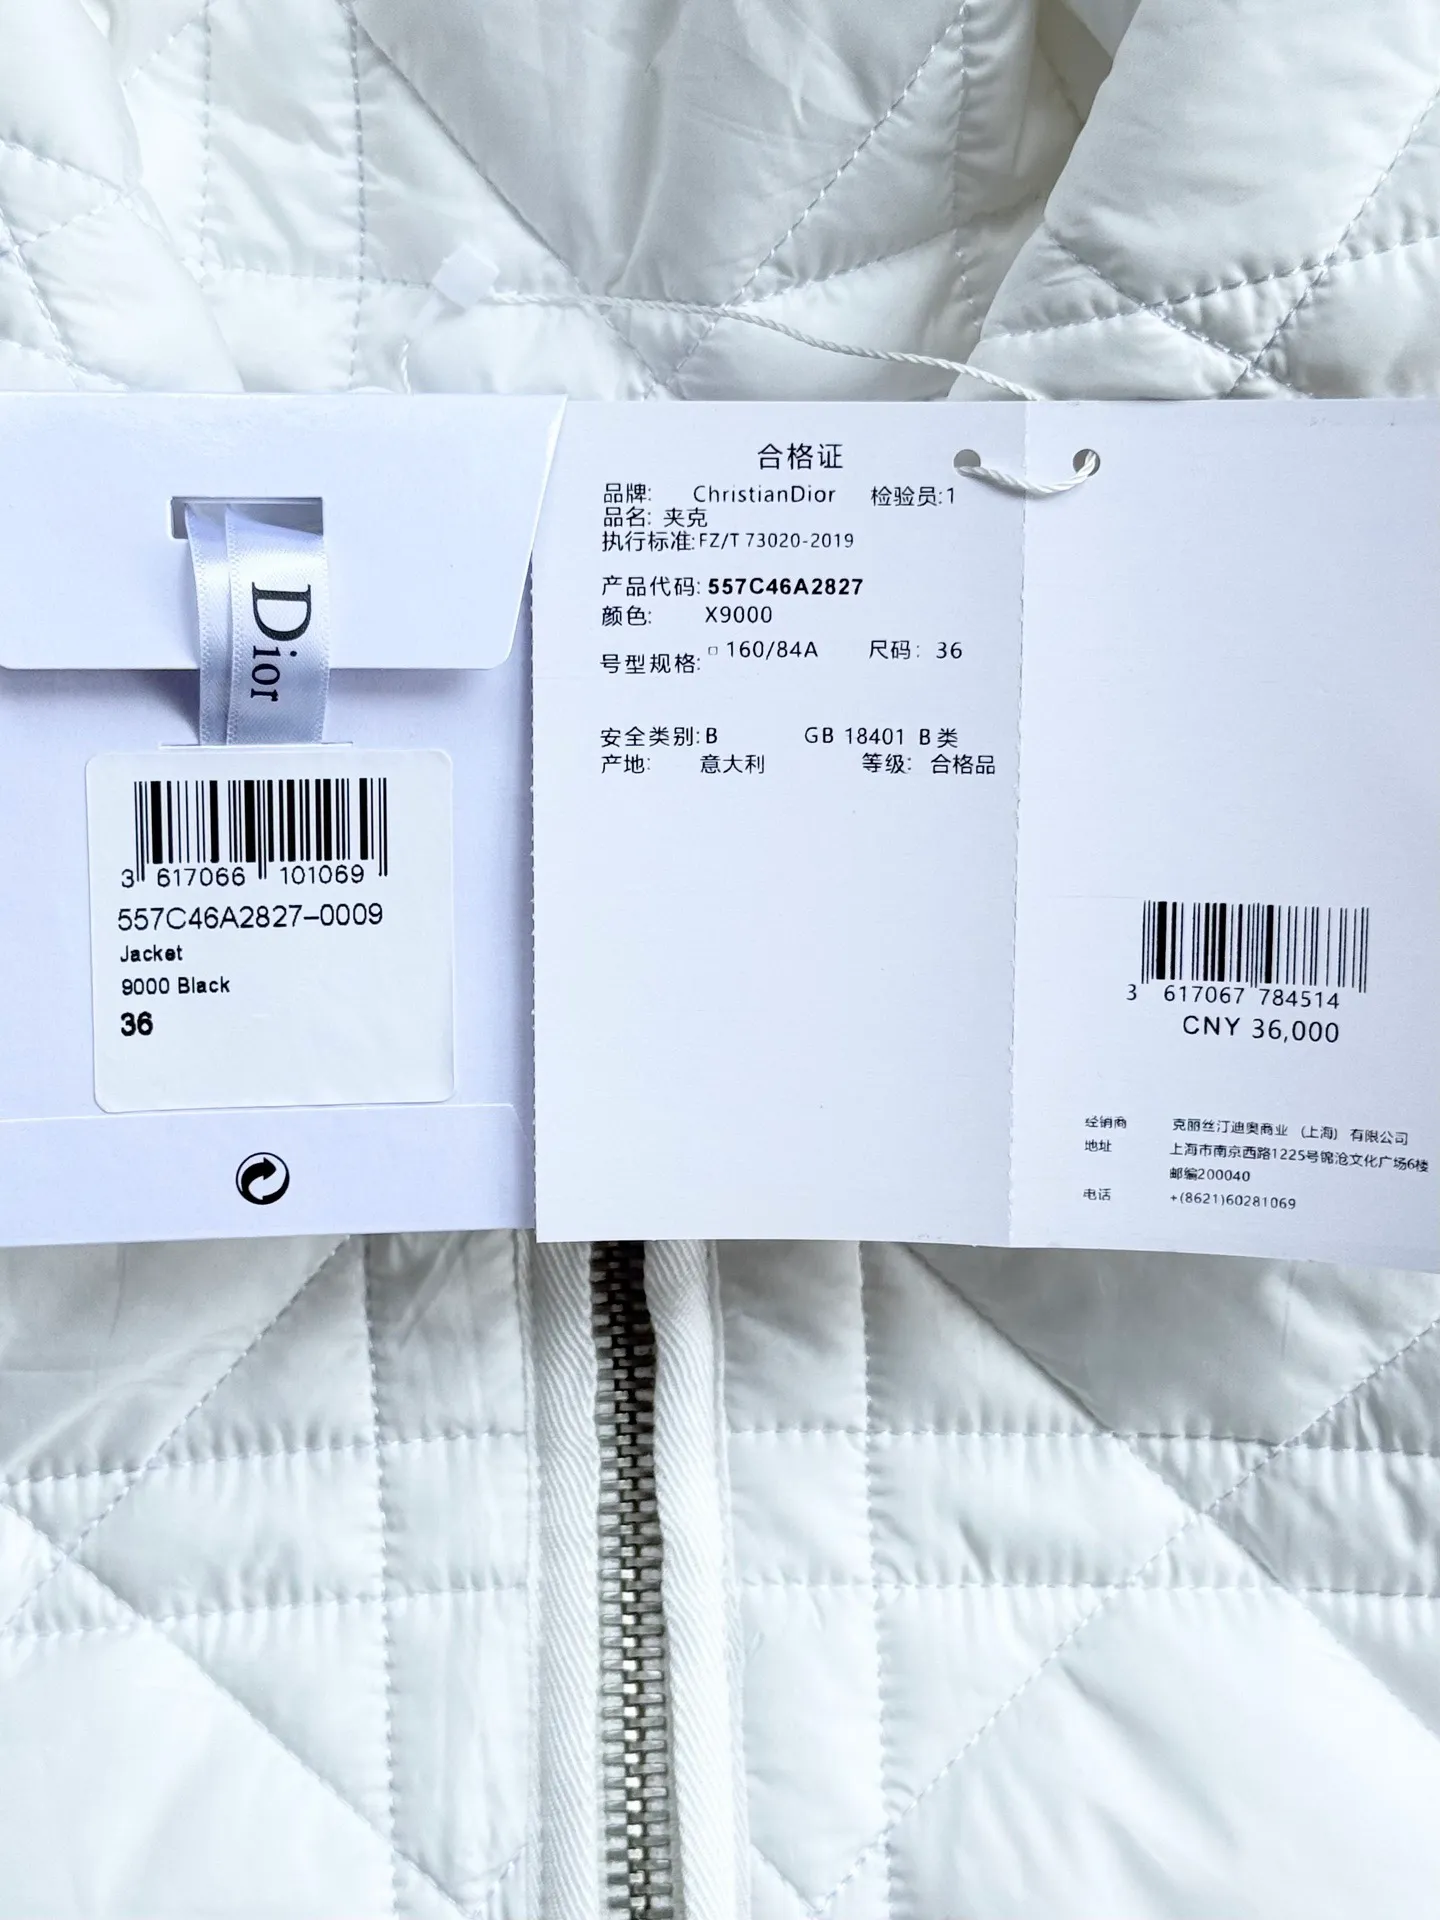 Dior
3 617066 101069
557C46A2827-0009
Jacket
9000 Black
36
合格证
品牌: ChristianDior 检验员:1
品名: 夹克
执行标准:FZ/T 73020-2019
产品代码: 557C46A2827
颜色: X9000
号型规格: □ 160/84A 尺码: 36
安全类别: B GB 18401 B 类
产地: 意大利 等级: 合格品
3 617067 784514
CNY 36,000
经销商 克丽丝汀迪奥商业 (上海) 有限公司
地址 上海市南京西路1225号锦沧文化广场6楼
邮编200040
电话 +(8621)60281069